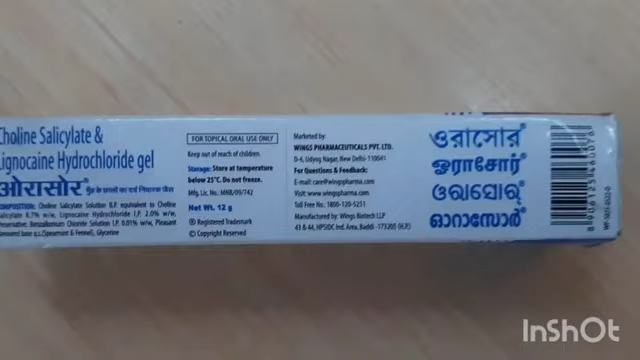 Choline Salicylate &
Lignocaine Hydrochloride gel
ओरासोर® मुँह के छालों का दर्द निवारक जैल
COMPOSITION: Choline Salicylate Solution B.P. equivalent to Choline
Salicylate 8.7% w/v, Lignocaine Hydrochloride I.P. 2.0% w/v,
Preservative: Benzalkonium Chloride Solution I.P. 0.01% w/v, Pleasant
flavoured base q.s.(Spearmint & Fennel), Glycerine
FOR TOPICAL ORAL USE ONLY
Keep out of reach of children.
Storage: Store at temperature
below 25°C. Do not freeze.
Mfg. Lic. No.: MNB/09/742
Net Wt. 12 g
® Registered Trademark
© Copyright Reserved
Marketed by:
WINGS PHARMACEUTICALS PVT. LTD.
D-6, Udyog Nagar, New Delhi-110041
For Questions & Feedback:
E-mail: care@wingspharma.com
Visit: www.wingspharma.com
Toll Free No.: 1800-120-5251
Manufactured by: Wings Biotech LLP
43 & 44, HPSIDC Ind. Area, Baddi -173205 (H.P.)
ওরাসোর®
ஓராசோர்®
ଓରାସୋର୍®
ഓറാസോർ®
InShOt